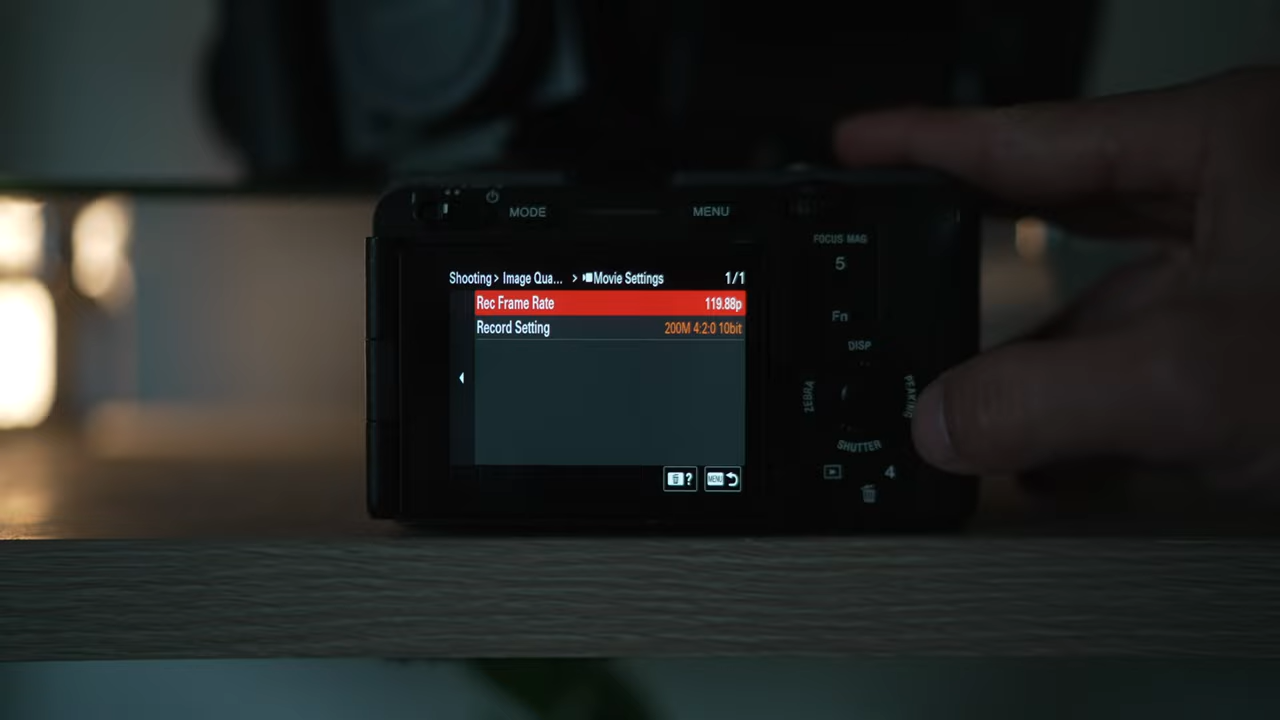 MODE
MENU
FOCUS MAG
5
Shooting> Image Qua... > Movie Settings 1/1
Rec Frame Rate 119.88p
Record Setting 200M 4:2:0 10bit
Fn
DISP
ZEBRA
PEAKING
SHUTTER
4
?
MENU